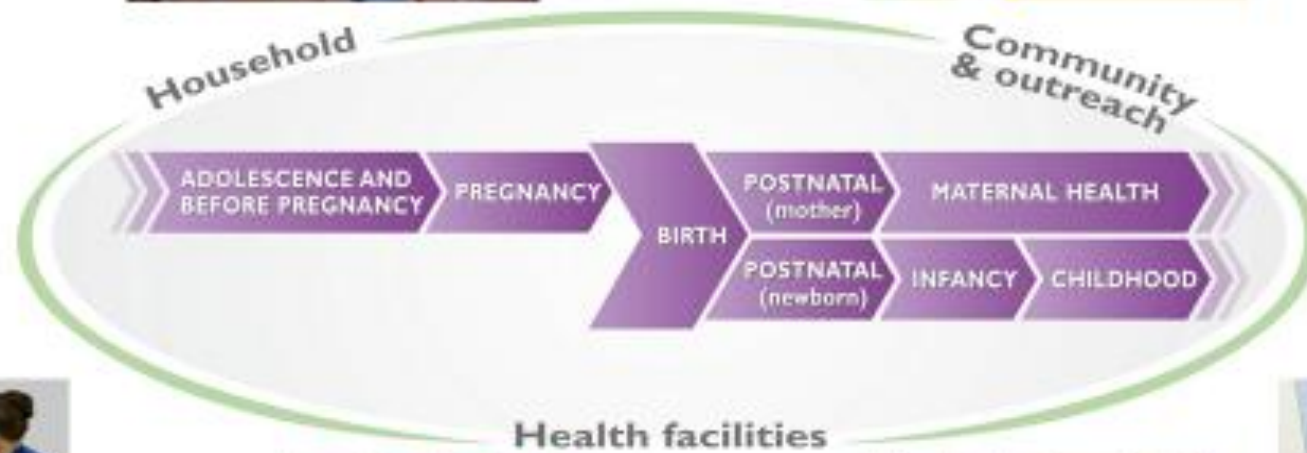 Household
Community
& outreach
ADOLESCENCE AND
BEFORE PREGNANCY
PREGNANCY
BIRTH
POSTNATAL
(mother)
MATERNAL HEALTH
POSTNATAL
(newborn)
INFANCY
CHILDHOOD
Health facilities